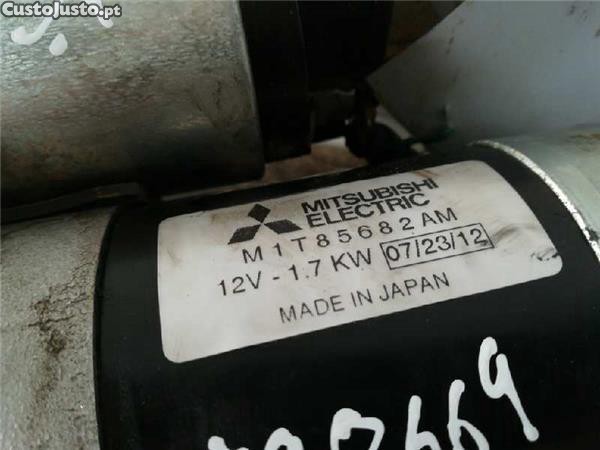 CustoJusto.pt
MITSUBISHI
ELECTRIC
M1T85682AM
12V - 1.7 KW 07/23/12
MADE IN JAPAN